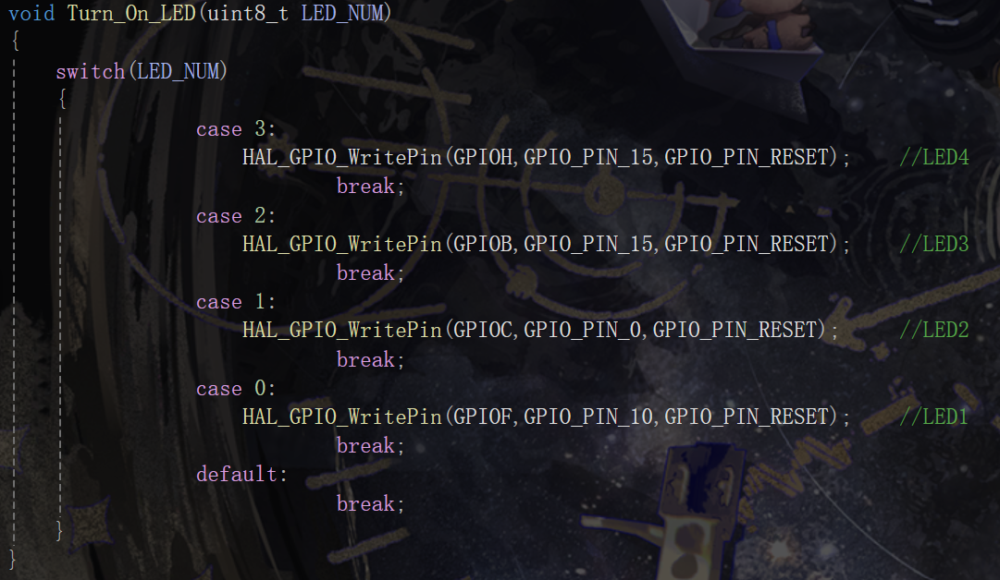 void Turn_On_LED(uint8_t LED_NUM)
{
switch(LED_NUM)
{
case 3:
HAL_GPIO_WritePin(GPIOH,GPIO_PIN_15,GPIO_PIN_RESET); //LED4
break;
case 2:
HAL_GPIO_WritePin(GPIOB,GPIO_PIN_15,GPIO_PIN_RESET); //LED3
break;
case 1:
HAL_GPIO_WritePin(GPIOC,GPIO_PIN_0,GPIO_PIN_RESET); //LED2
break;
case 0:
HAL_GPIO_WritePin(GPIOF,GPIO_PIN_10,GPIO_PIN_RESET); //LED1
break;
default:
break;
}
}